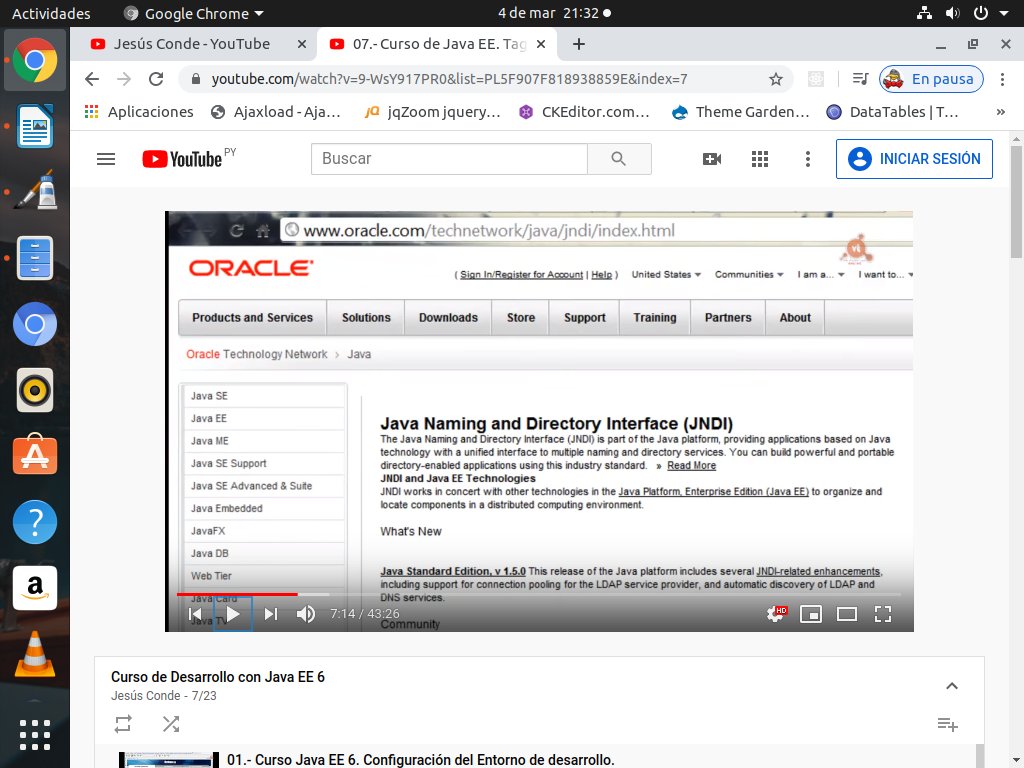 Actividades
Google Chrome
4 de mar 21:32
Jesús Conde - YouTube
07.- Curso de Java EE. Tag
youtube.com/watch?v=9-WsY917PR0&list=PL5F907F818938859E&index=7
En pausa
Aplicaciones
Ajaxload - Aja...
jqZoom jquery...
CKEditor.com...
Theme Garden...
DataTables | T...
»
YouTube PY
Buscar
INICIAR SESIÓN
www.oracle.com/technetwork/java/jndi/index.html
ORACLE
( Sign In/Register for Account | Help ) United States Communities I am a... I want to...
Products and Services Solutions Downloads Store Support Training Partners About
Oracle Technology Network › Java
Java SE
Java EE
Java ME
Java SE Support
Java SE Advanced & Suite
Java Embedded
JavaFX
Java DB
Web Tier
Java Card
Java TV
Java Naming and Directory Interface (JNDI)
The Java Naming and Directory Interface (JNDI) is part of the Java platform, providing applications based on Java
technology with a unified interface to multiple naming and directory services. You can build powerful and portable
directory-enabled applications using this industry standard. » Read More
JNDI and Java EE Technologies
JNDI works in concert with other technologies in the Java Platform, Enterprise Edition (Java EE) to organize and
locate components in a distributed computing environment.
What's New
Java Standard Edition, v 1.5.0 This release of the Java platform includes several JNDI-related enhancements,
including support for connection pooling for the LDAP service provider, and automatic discovery of LDAP and
DNS services.
Community
7:14 / 43:26
HD
Curso de Desarrollo con Java EE 6
Jesús Conde - 7/23
01.- Curso Java EE 6. Configuración del Entorno de desarrollo.